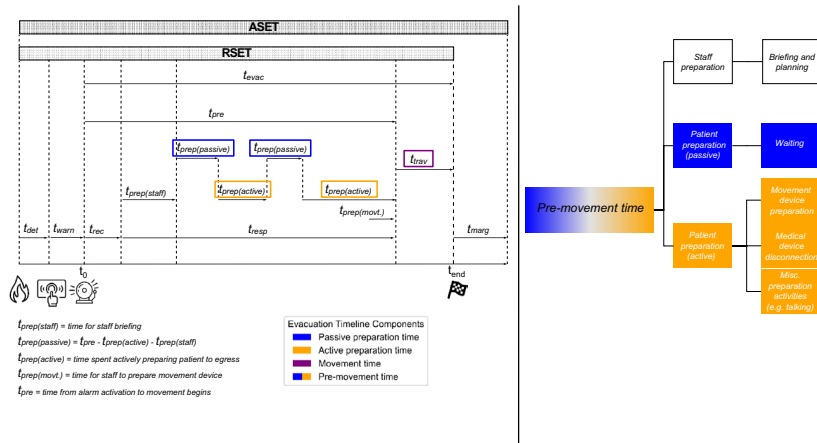 ASET
RSET
tevac
tpre
tprep(passive)
tprep(passive)
ttrav
tprep(active)
tprep(active)
tprep(staff)
tprep(movt.)
tdet
twarn
trec
tresp
tmarg
t0
tend
tprep(staff) = time for staff briefing
tprep(passive) = tpre - tprep(active) - tprep(staff)
tprep(active) = time spent actively preparing patient to egress
tprep(movt.) = time for staff to prepare movement device
tpre = time from alarm activation to movement begins
Evacuation Timeline Components
Passive preparation time
Active preparation time
Movement time
Pre-movement time
Pre-movement time
Staff
preparation
Briefing and
planning
Patient
preparation
(passive)
Waiting
Patient
preparation
(active)
Movement
device
preparation
Medical
device
disconnection
Misc.
preparation
activities
(e.g. talking)